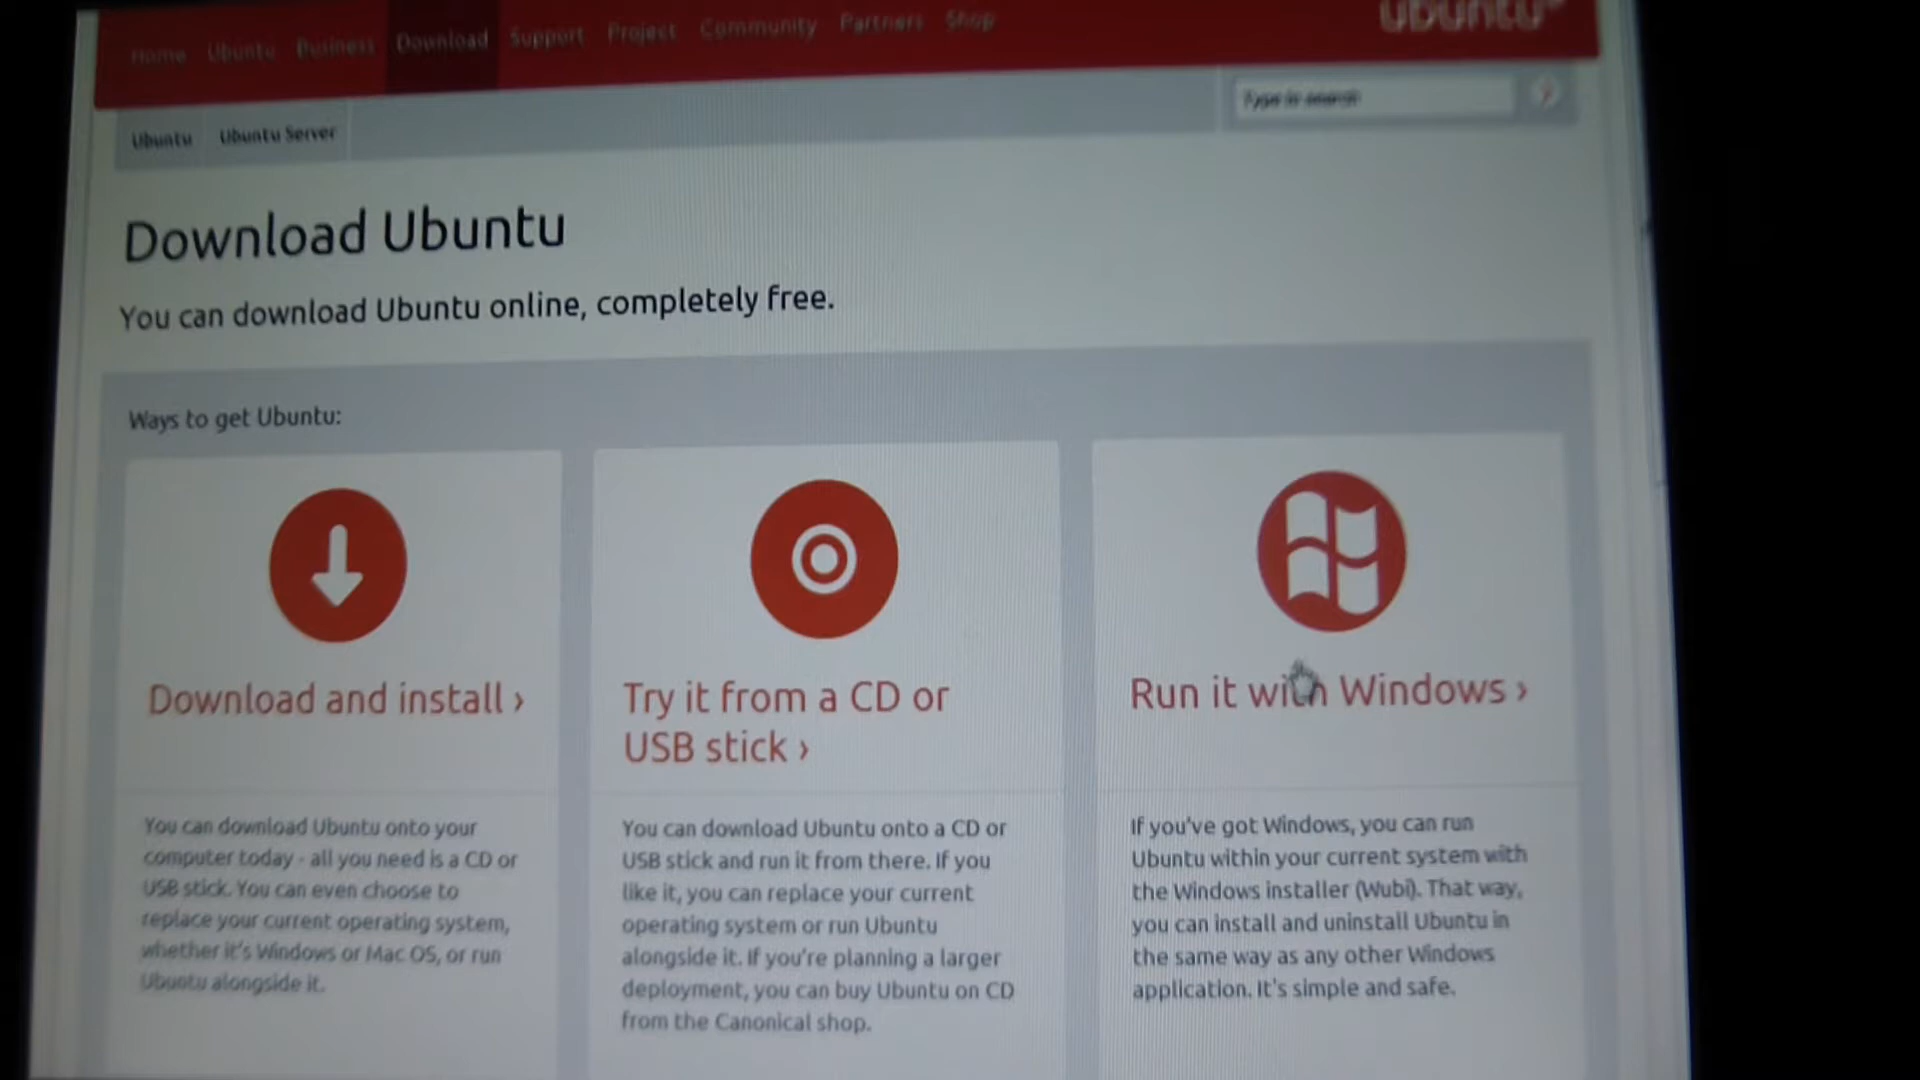 Home Ubuntu Business Download Support Project Community Partners Shop
ubuntu
Type to search
Ubuntu Ubuntu Server
Download Ubuntu
You can download Ubuntu online, completely free.
Ways to get Ubuntu:
Download and install ›
You can download Ubuntu onto your
computer today - all you need is a CD or
USB stick. You can even choose to
replace your current operating system,
whether it's Windows or Mac OS, or run
Ubuntu alongside it.
Try it from a CD or
USB stick ›
You can download Ubuntu onto a CD or
USB stick and run it from there. If you
like it, you can replace your current
operating system or run Ubuntu
alongside it. If you're planning a larger
deployment, you can buy Ubuntu on CD
from the Canonical shop.
Run it with Windows ›
If you've got Windows, you can run
Ubuntu within your current system with
the Windows installer (Wubi). That way,
you can install and uninstall Ubuntu in
the same way as any other Windows
application. It's simple and safe.